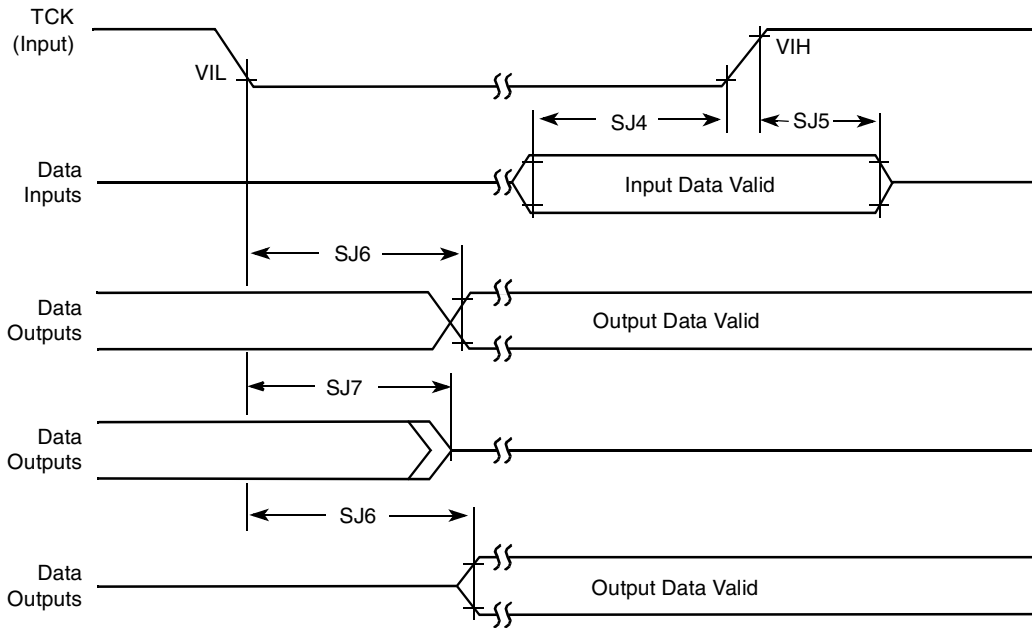 TCK
(Input)
VIL
VIH
SJ4
SJ5
Data
Inputs
Input Data Valid
SJ6
Data
Outputs
Output Data Valid
SJ7
Data
Outputs
SJ6
Data
Outputs
Output Data Valid